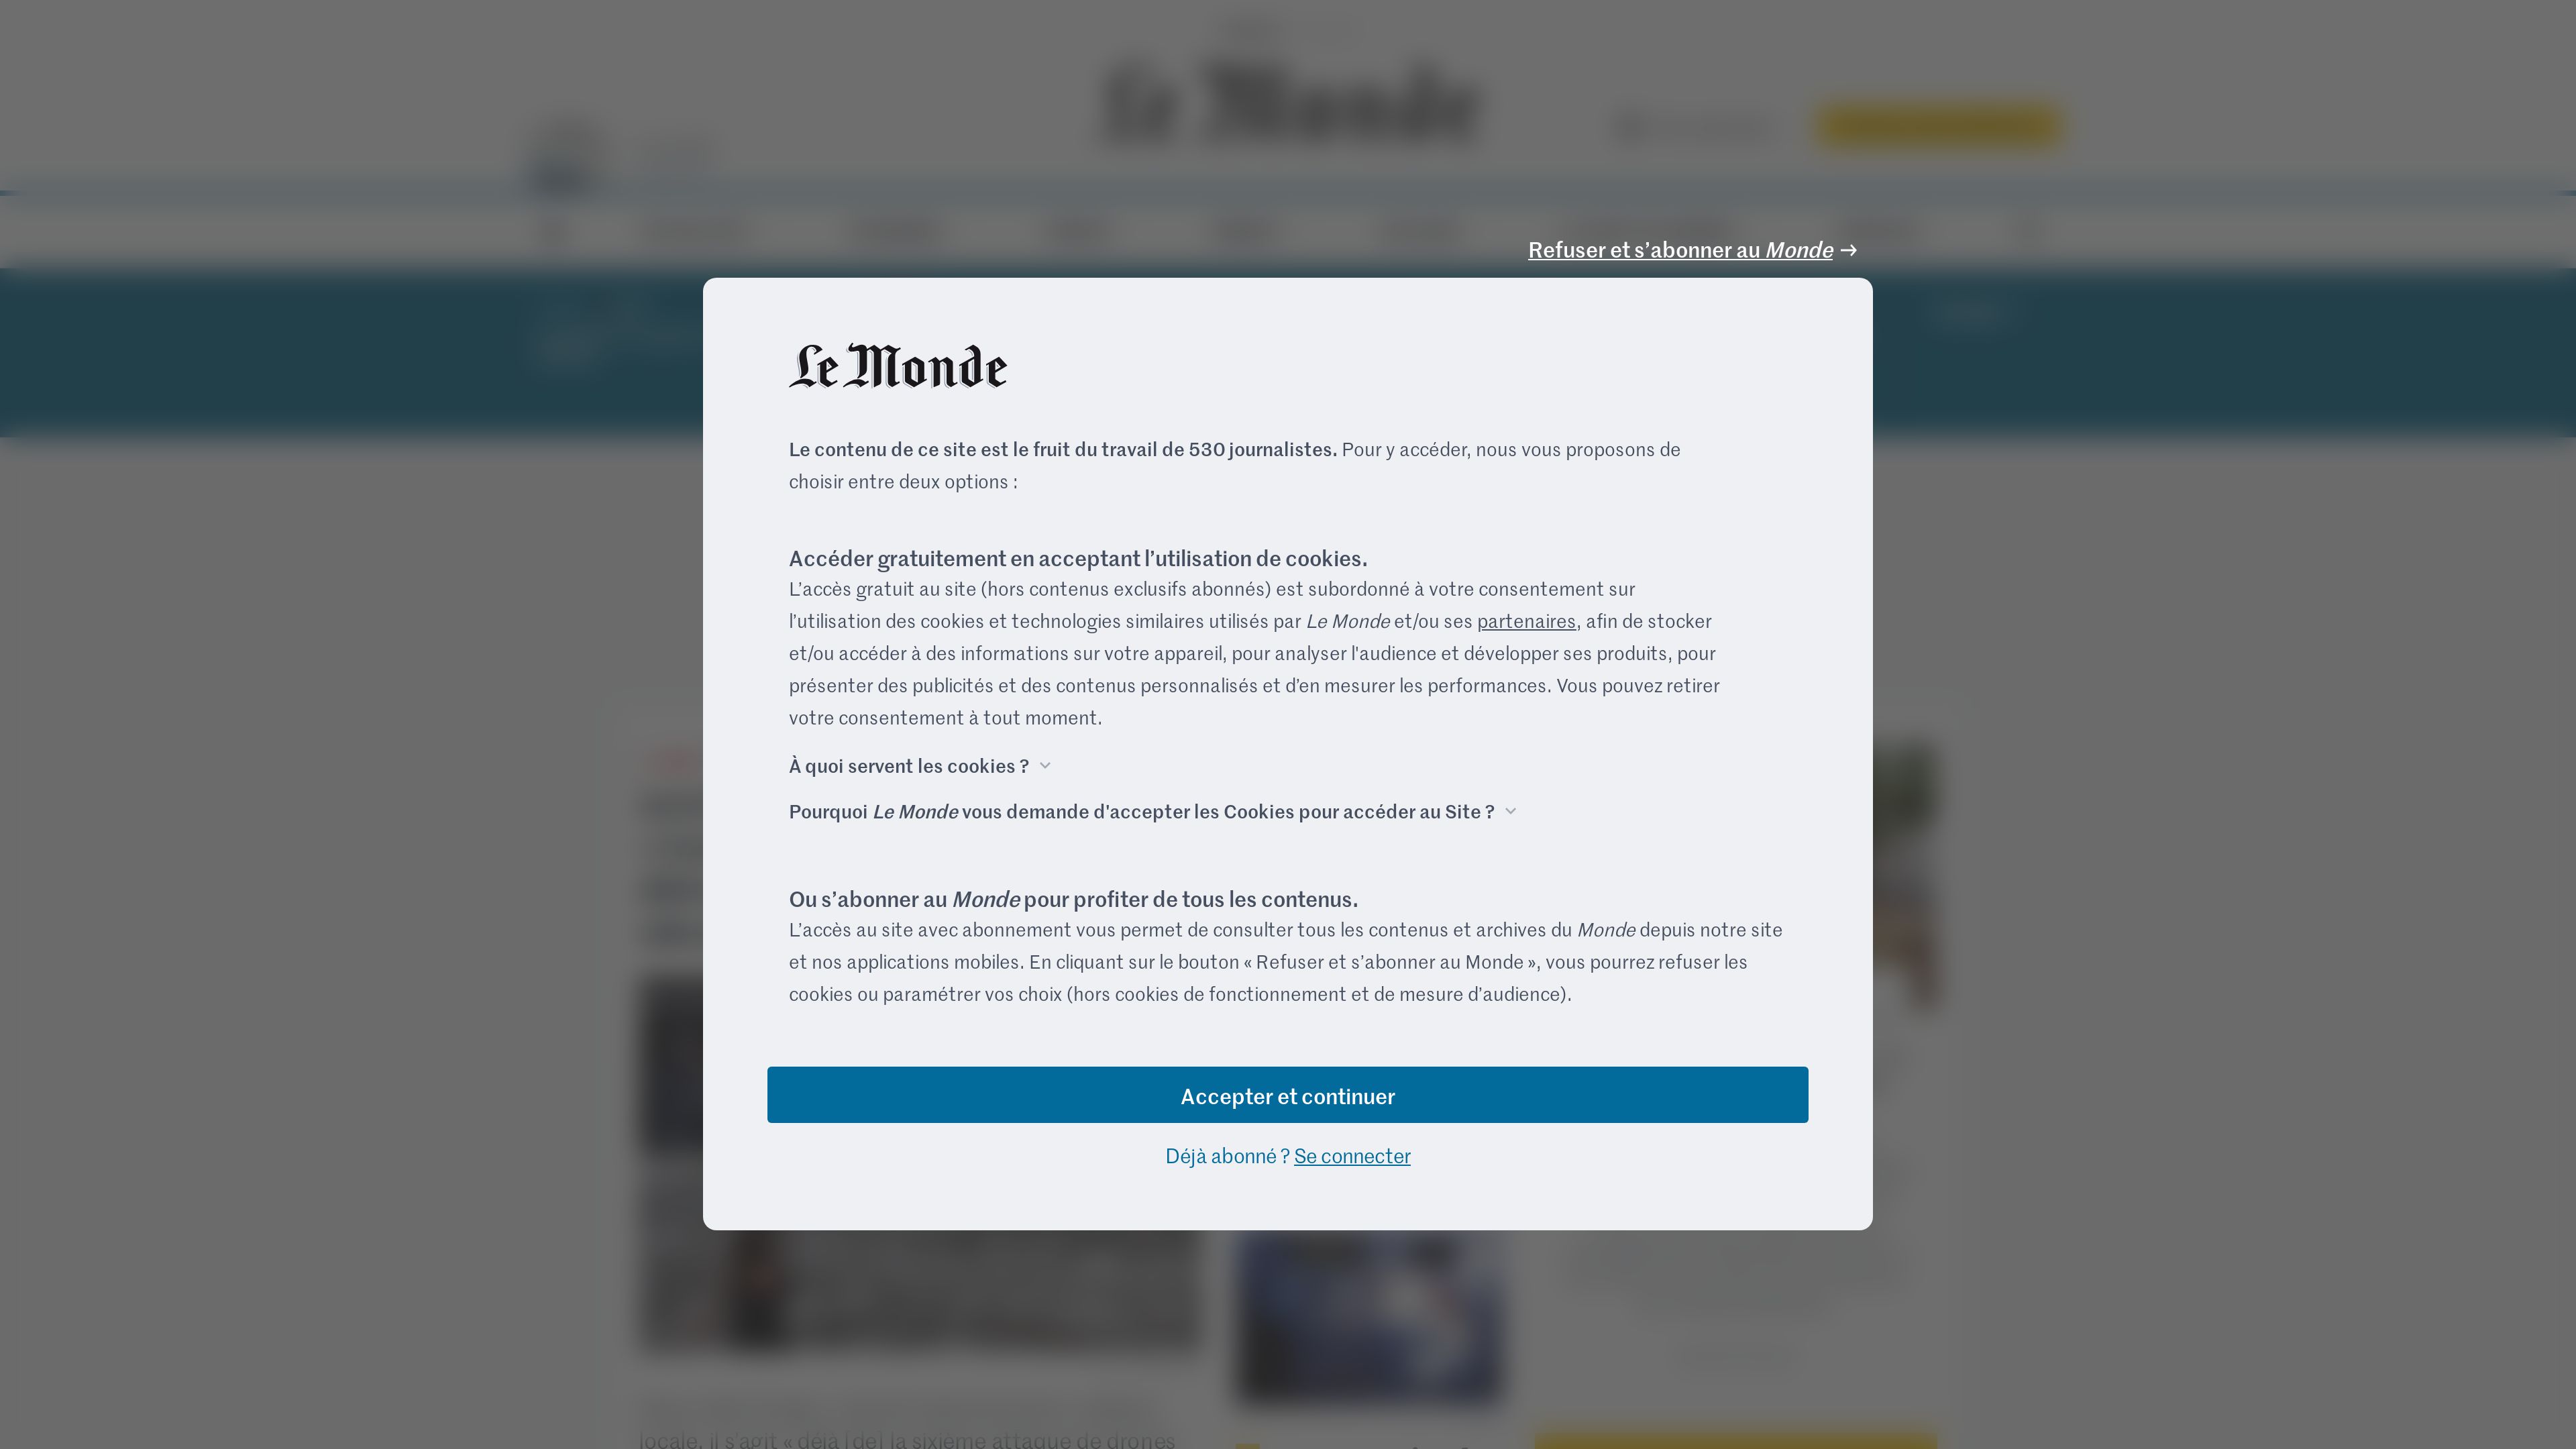 Le Monde
Refuser et s’abonner au Monde →
Le Monde
Le contenu de ce site est le fruit du travail de 530 journalistes. Pour y accéder, nous vous proposons de
choisir entre deux options :
Accéder gratuitement en acceptant l’utilisation de cookies.
L’accès gratuit au site (hors contenus exclusifs abonnés) est subordonné à votre consentement sur
l’utilisation des cookies et technologies similaires utilisés par Le Monde et/ou ses partenaires, afin de stocker
et/ou accéder à des informations sur votre appareil, pour analyser l'audience et développer ses produits, pour
présenter des publicités et des contenus personnalisés et d’en mesurer les performances. Vous pouvez retirer
votre consentement à tout moment.
À quoi servent les cookies ?
Pourquoi Le Monde vous demande d'accepter les Cookies pour accéder au Site ?
Ou s’abonner au Monde pour profiter de tous les contenus.
L’accès au site avec abonnement vous permet de consulter tous les contenus et archives du Monde depuis notre site
et nos applications mobiles. En cliquant sur le bouton « Refuser et s’abonner au Monde », vous pourrez refuser les
cookies ou paramétrer vos choix (hors cookies de fonctionnement et de mesure d’audience).
Accepter et continuer
Déjà abonné ? Se connecter
locale, il s’agit « déjà [de] la sixième attaque de drones